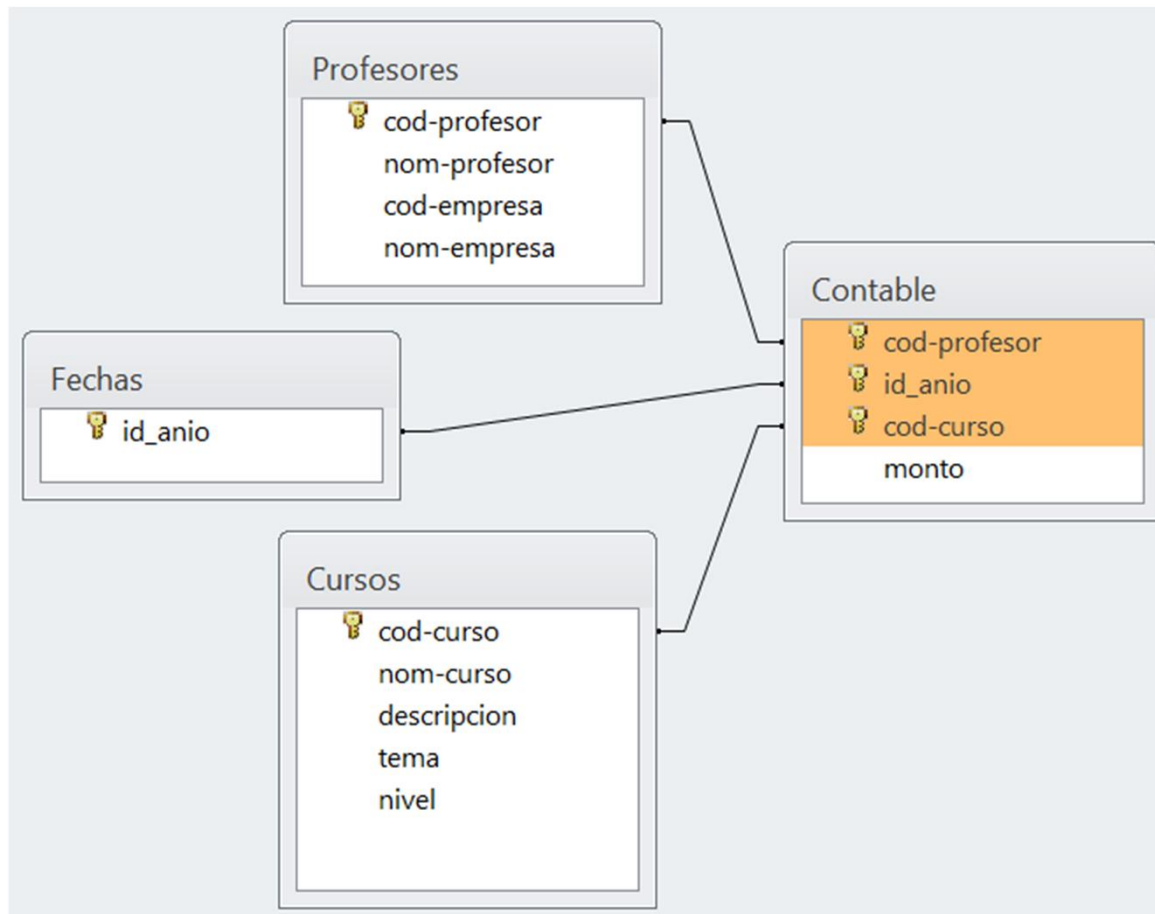 Profesores
cod-profesor
nom-profesor
cod-empresa
nom-empresa
Contable
cod-profesor
id_anio
cod-curso
monto
Fechas
id_anio
Cursos
cod-curso
nom-curso
descripcion
tema
nivel